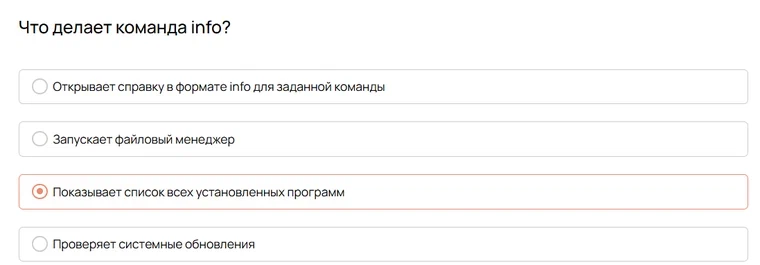 Что делает команда info?
Открывает справку в формате info для заданной команды
Запускает файловый менеджер
Показывает список всех установленных программ
Проверяет системные обновления